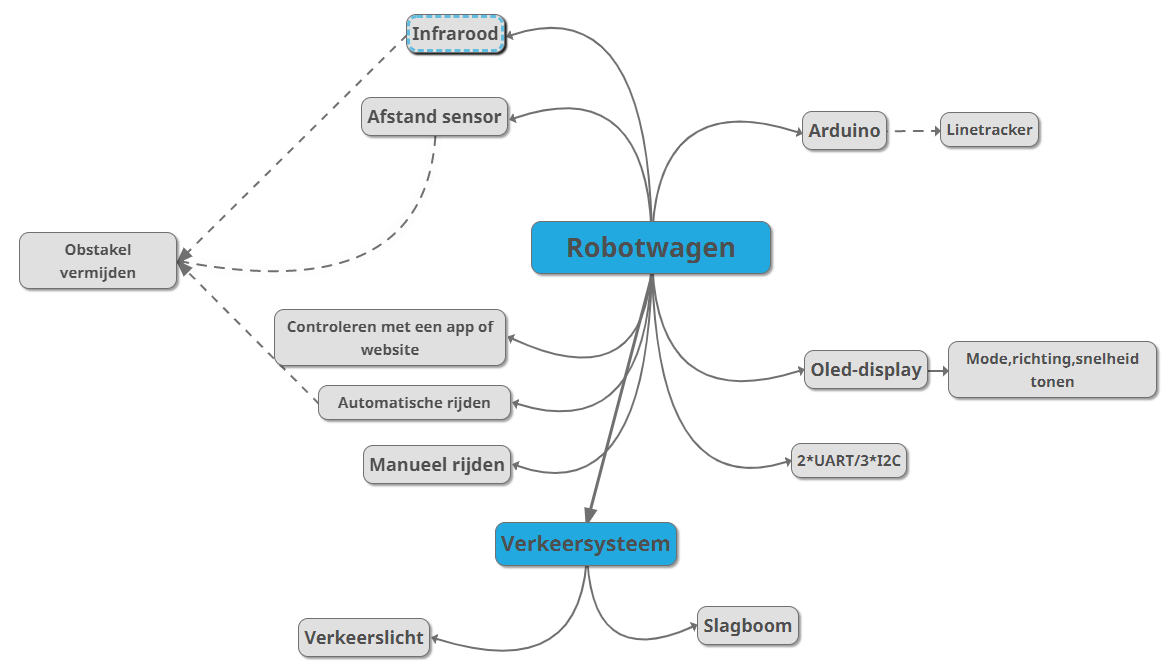 Infrarood
Afstand sensor
Arduino
Linetracker
Robotwagen
Obstakel
vermijden
Controleren met een app of
website
Oled-display
Mode,richting,snelheid
tonen
Automatische rijden
Manueel rijden
2*UART/3*I2C
Verkeersysteem
Verkeerslicht
Slagboom